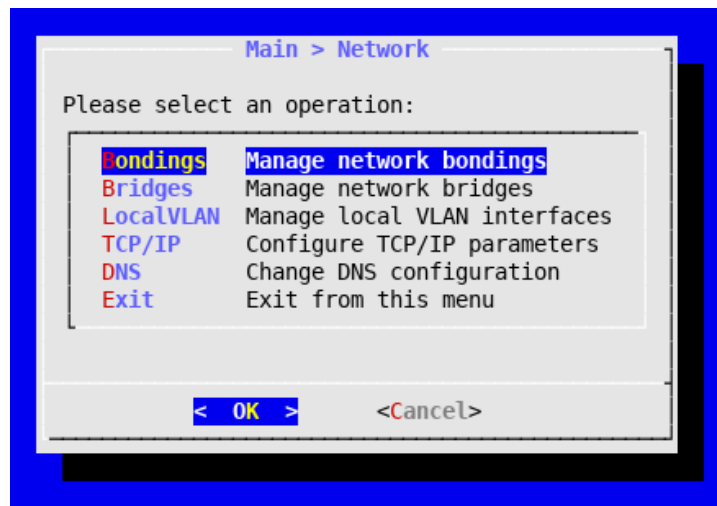 Main > Network
Please select an operation:
Bondings Manage network bondings
Bridges Manage network bridges
LocalVLAN Manage local VLAN interfaces
TCP/IP Configure TCP/IP parameters
DNS Change DNS configuration
Exit Exit from this menu
< OK > <Cancel>